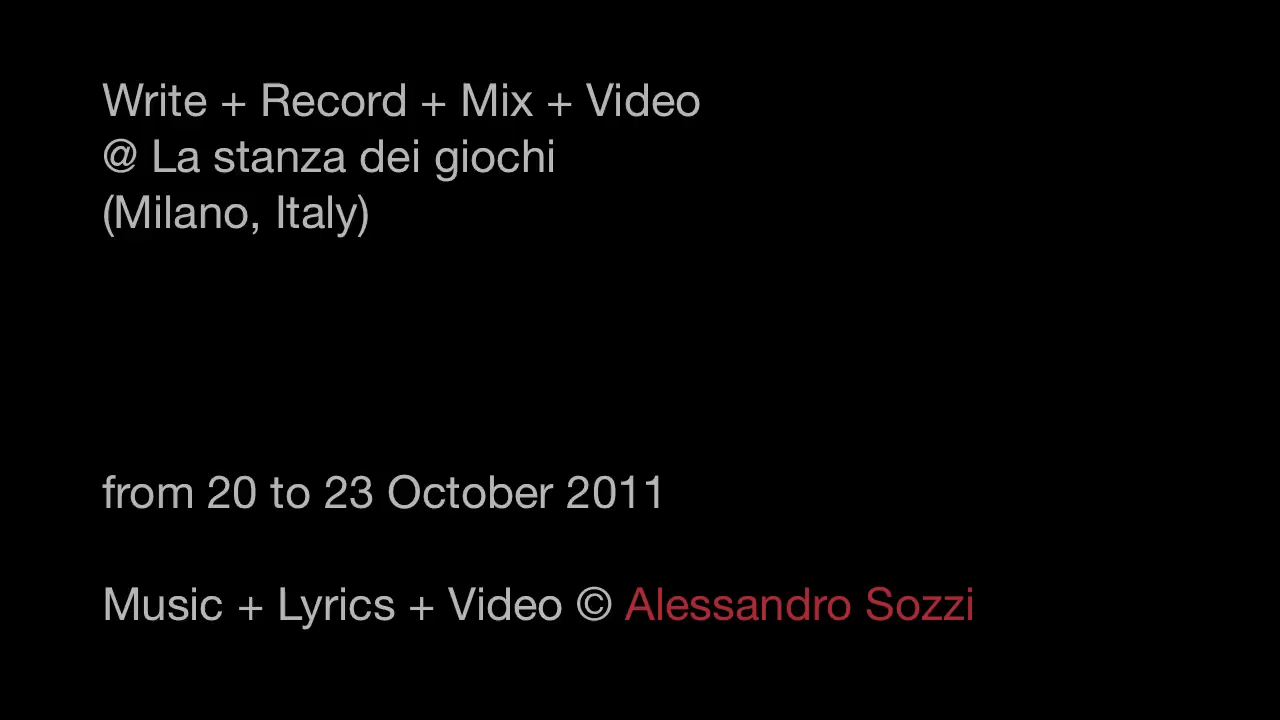 Write + Record + Mix + Video
@ La stanza dei giochi
(Milano, Italy)
from 20 to 23 October 2011
Music + Lyrics + Video © Alessandro Sozzi